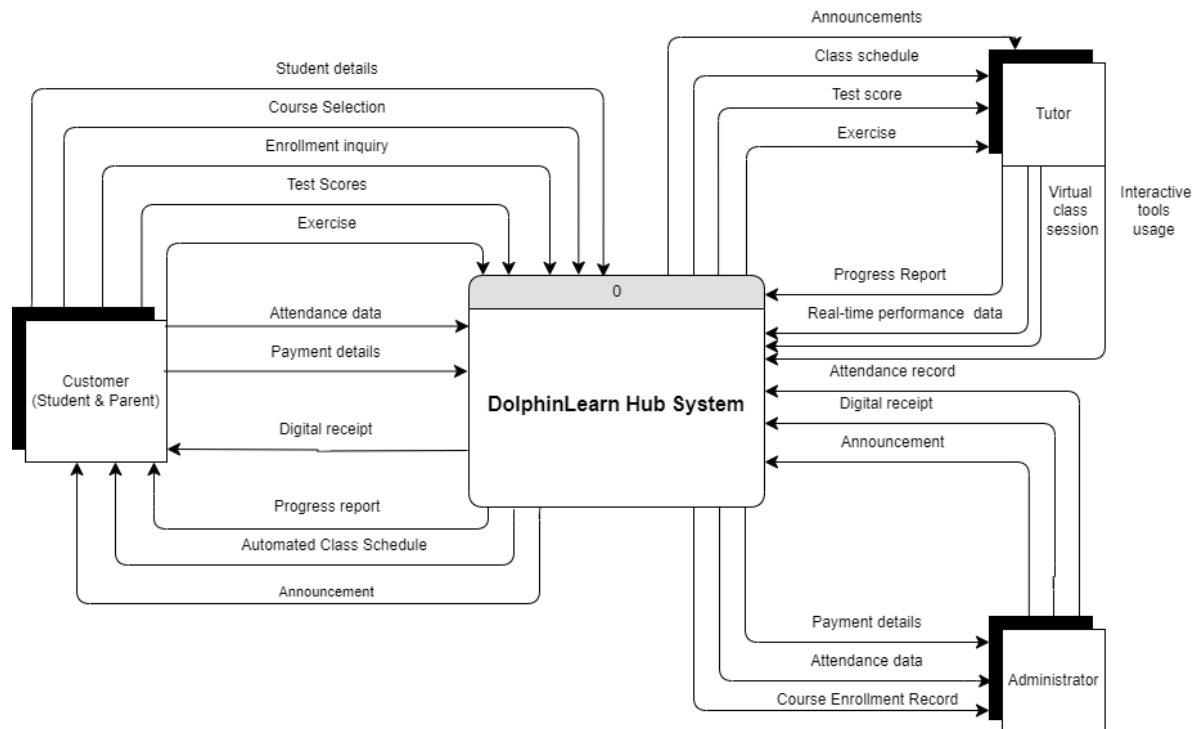 Announcements
Student details
Class schedule
Course Selection
Test score
Tutor
Enrollment inquiry
Exercise
Test Scores
Virtual
class
session
Interactive
tools
usage
Exercise
Progress Report
0
Attendance data
Real-time performance data
Payment details
Attendance record
Customer
(Student & Parent)
DolphinLearn Hub System
Digital receipt
Digital receipt
Announcement
Progress report
Automated Class Schedule
Announcement
Payment details
Attendance data
Administrator
Course Enrollment Record